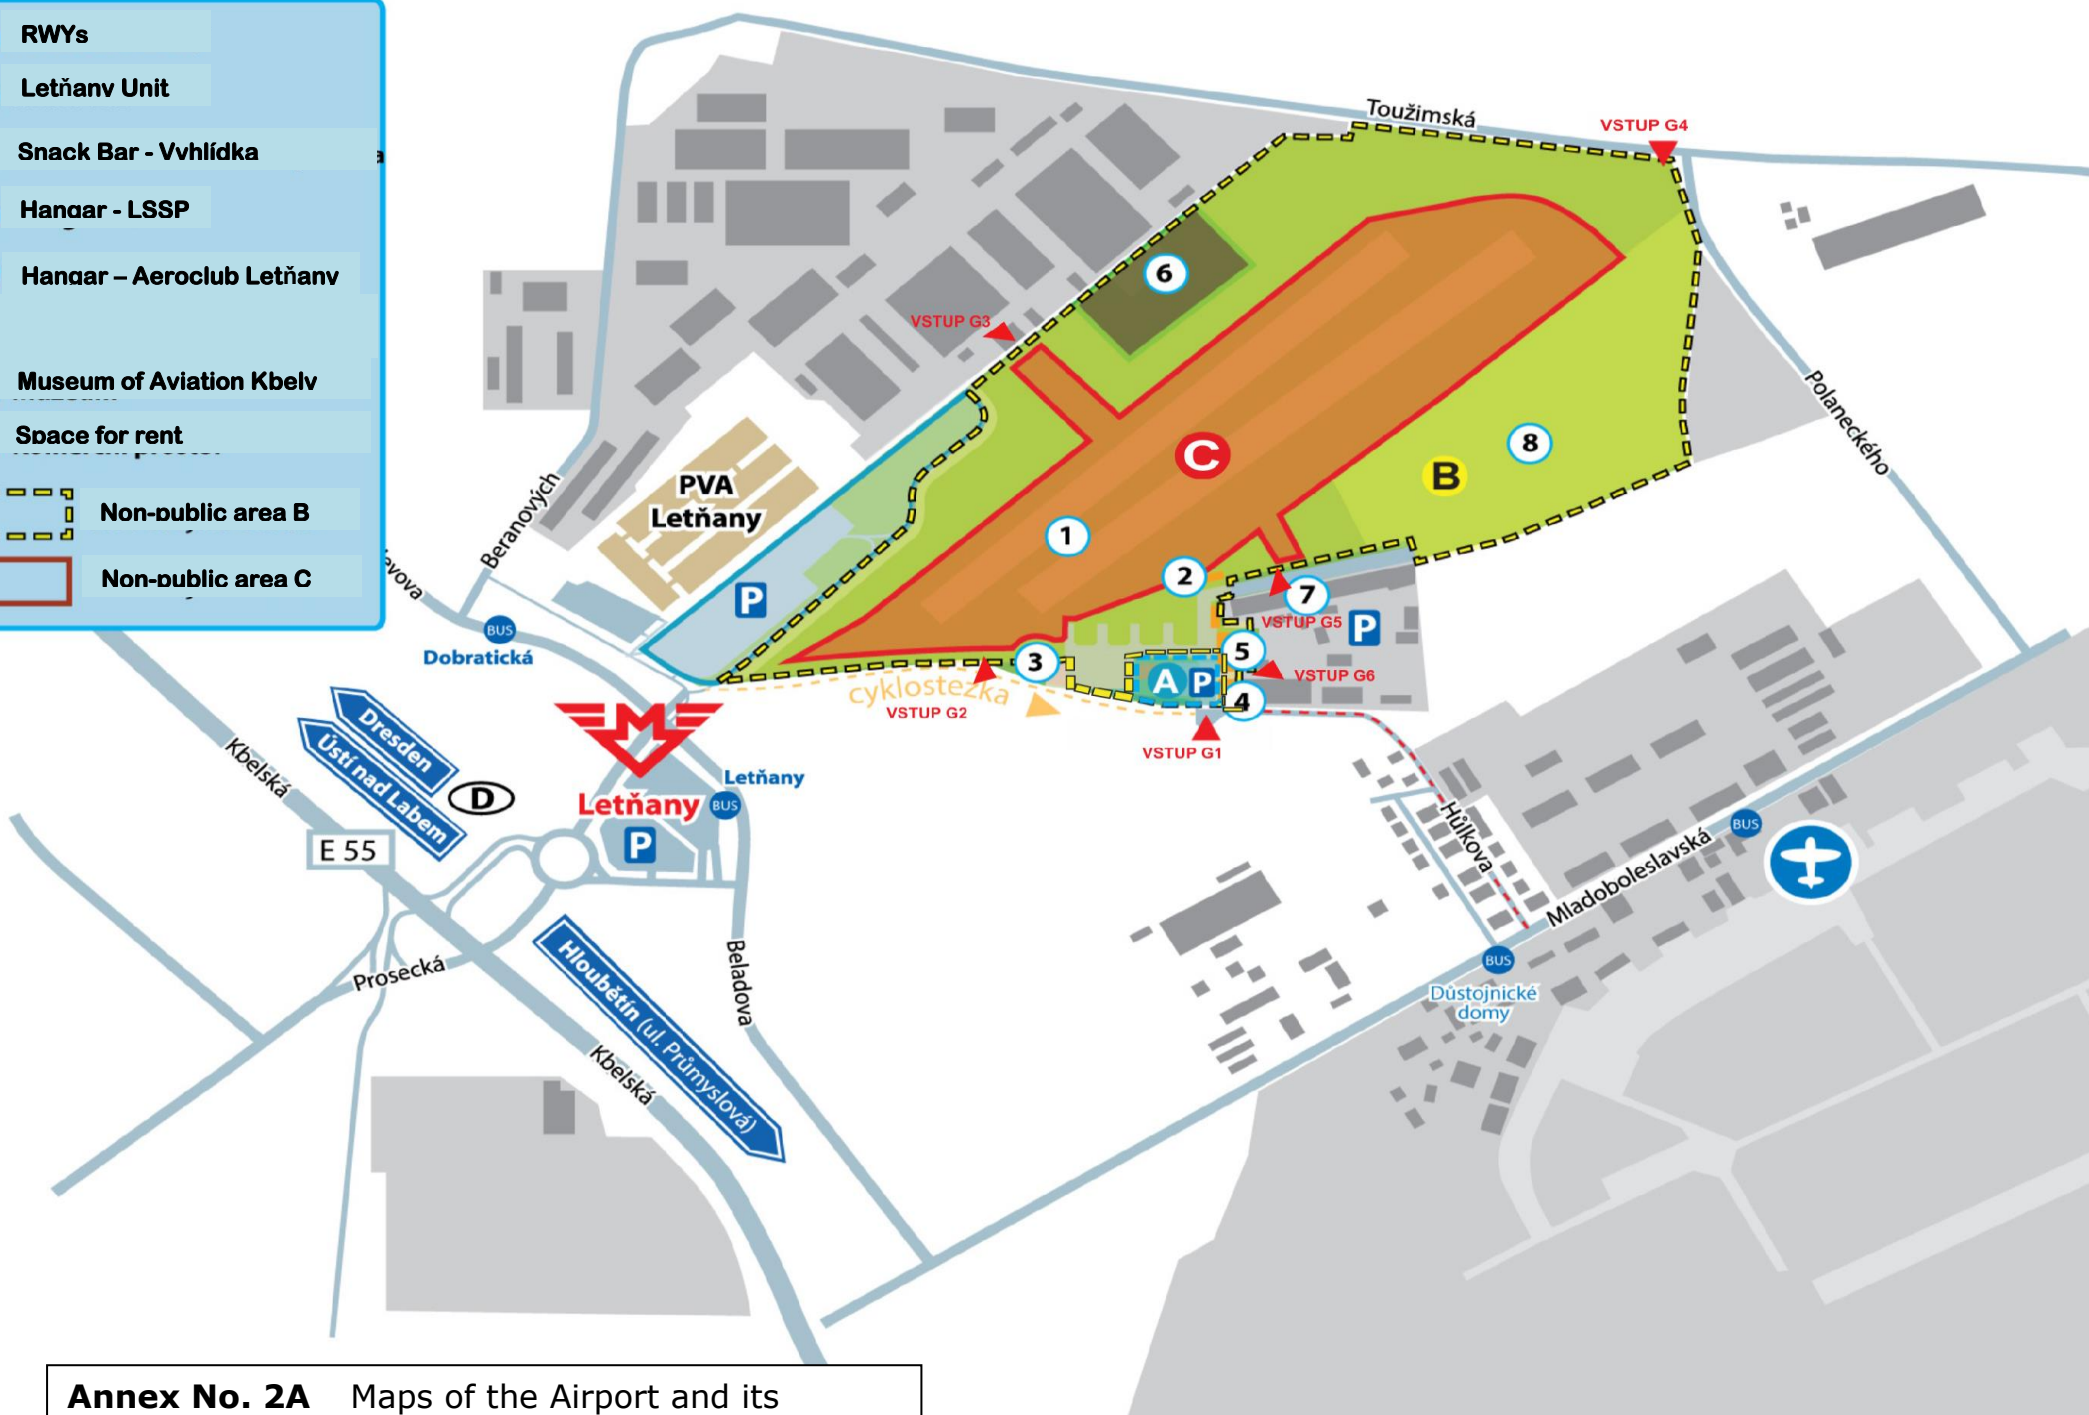 RWYs
Letňany Unit
Snack Bar - Vyhlídka
Hangar - LSSP
Hangar – Aeroclub Letňany
Museum of Aviation Kbely
Space for rent
Non-public area B
Non-public area C
Toužimská
VSTUP G4
6
VSTUP G3
Polaneckého
C
8
B
PVA
Letňany
Beranových
1
2
P
7
VSTUP G5
P
BUS
Dobratická
3
5
A
P
VSTUP G6
4
cyklostezka
VSTUP G2
VSTUP G1
Dresden
Ústí nad Labem
D
Kbelská
M
Letňany
Letňany
BUS
P
E 55
Hůlkova
BUS
Mladoboleslavská
Prosecká
Hloubětín (ul. Průmyslová)
Beladova
BUS
Důstojnické
domy
Kbelská
Annex No. 2A Maps of the Airport and its